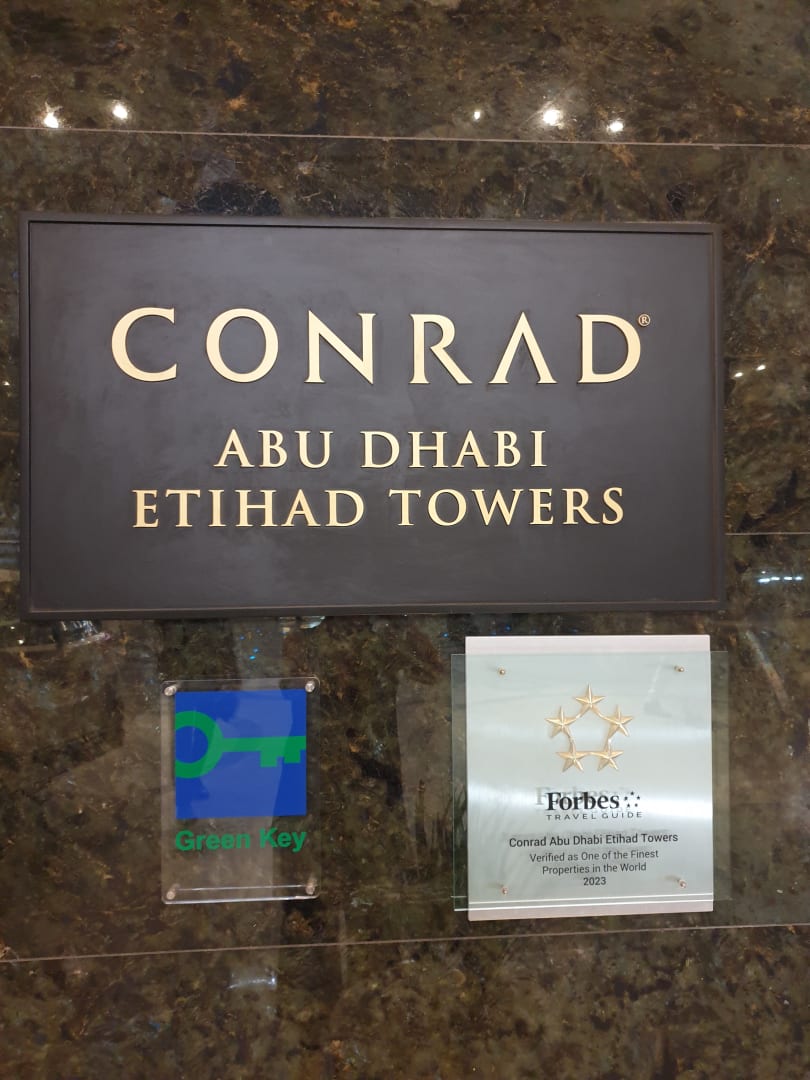 CONRAD®
ABU DHABI
ETIHAD TOWERS
Green Key
Forbes
TRAVEL GUIDE
Conrad Abu Dhabi Etihad Towers
Verified as One of the Finest
Properties in the World
2023